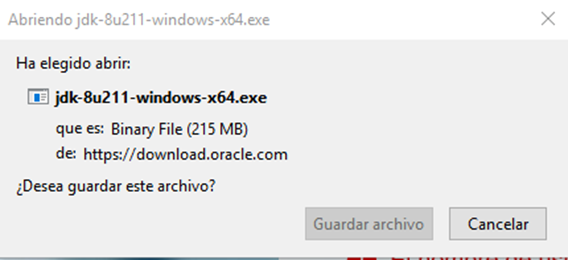 Abriendo jdk-8u211-windows-x64.exe
Ha elegido abrir:
jdk-8u211-windows-x64.exe
que es: Binary File (215 MB)
de: https://download.oracle.com
¿Desea guardar este archivo?
Guardar archivo Cancelar